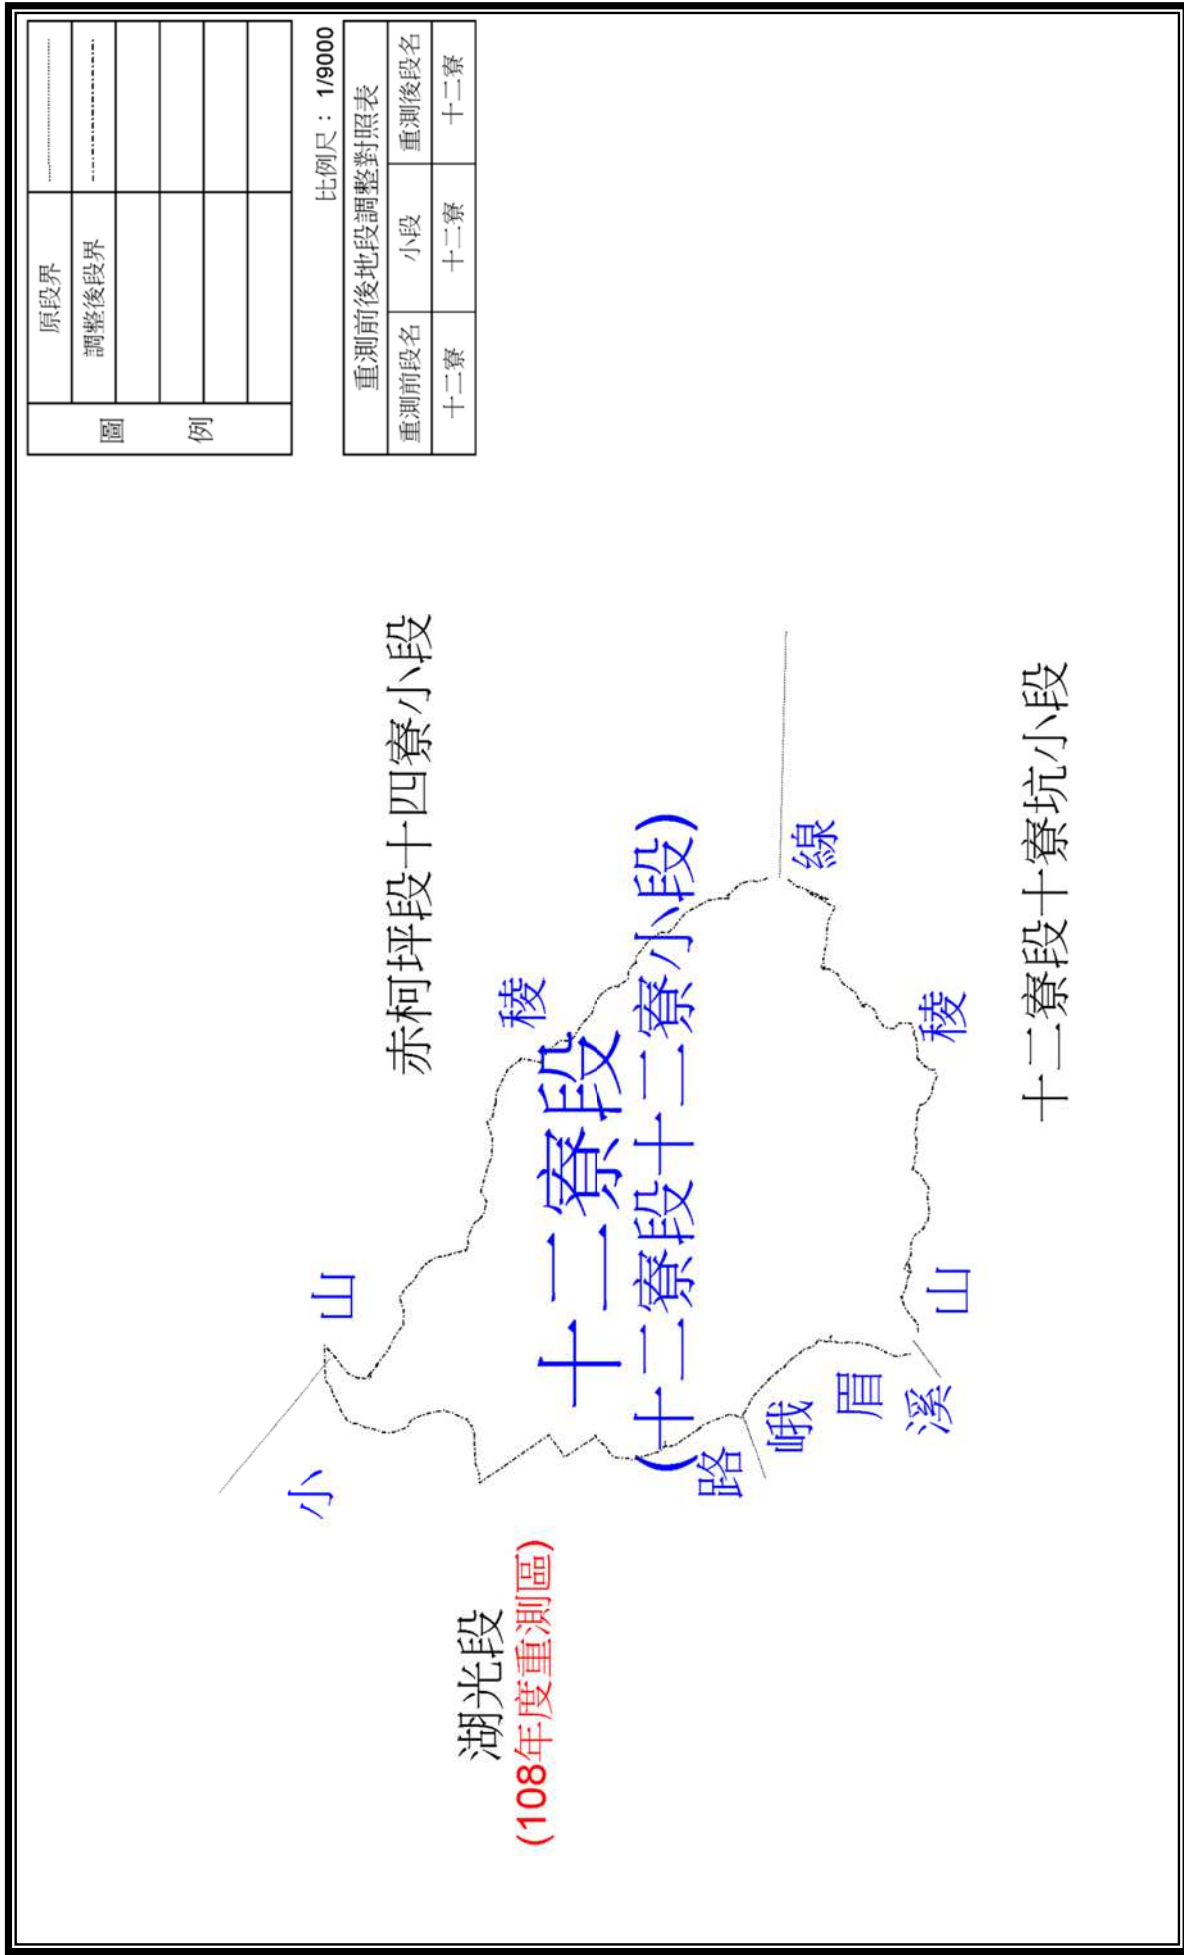 圖例
原段界
調整後段界
比例尺：1/9000
重測前後地段調整對照表
重測前段名 小段 重測後段名
十二寮 十二寮 十二寮
赤柯坪段十四寮小段
小山稜線
十二寮段
(十二寮段十二寮小段)
湖光段
(108年度重測區)
小路
峨眉溪
山稜
十二寮段十寮坑小段